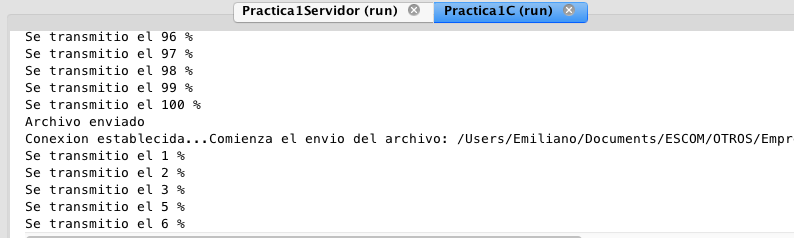 Practica1Servidor (run) Practica1C (run)
Se transmitio el 96 %
Se transmitio el 97 %
Se transmitio el 98 %
Se transmitio el 99 %
Se transmitio el 100 %
Archivo enviado
Conexion establecida...Comienza el envio del archivo: /Users/Emiliano/Documents/ESCOM/OTROS/Empr
Se transmitio el 1 %
Se transmitio el 2 %
Se transmitio el 3 %
Se transmitio el 5 %
Se transmitio el 6 %